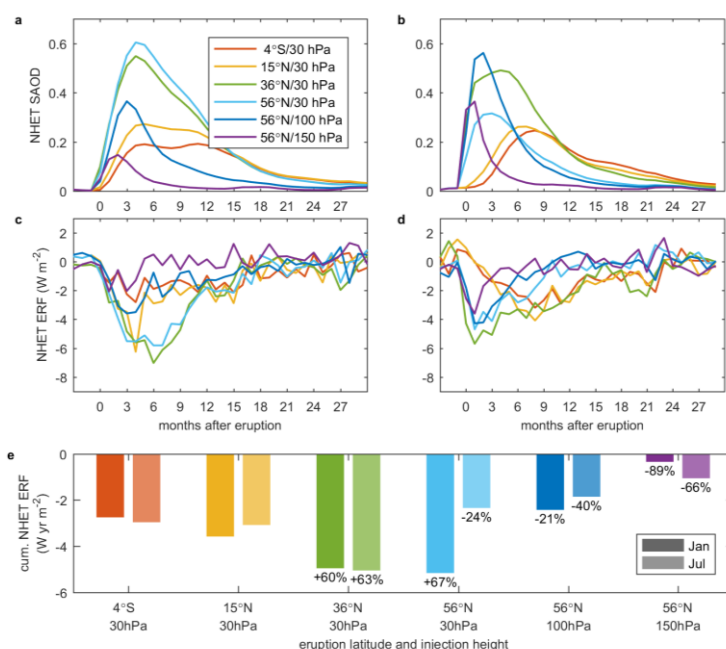 a
b
NHET SAOD
0.6
0.4
0.2
0
0 3 6 9 12 15 18 21 24 27
4°S/30 hPa
15°N/30 hPa
36°N/30 hPa
56°N/30 hPa
56°N/100 hPa
56°N/150 hPa
0.6
0.4
0.2
0
0 3 6 9 12 15 18 21 24 27
c
d
NHET ERF (W m⁻²)
2
0
-2
-4
-6
-8
0 3 6 9 12 15 18 21 24 27
months after eruption
2
0
-2
-4
-6
-8
0 3 6 9 12 15 18 21 24 27
months after eruption
e
cum. NHET ERF
(W yr m⁻²)
0
-2
-4
-6
+60% +63% +67% -24% -21% -40% -89% -66%
Jan
Jul
4°S 15°N 36°N 56°N 56°N 56°N
30hPa 30hPa 30hPa 30hPa 100hPa 150hPa
eruption latitude and injection height